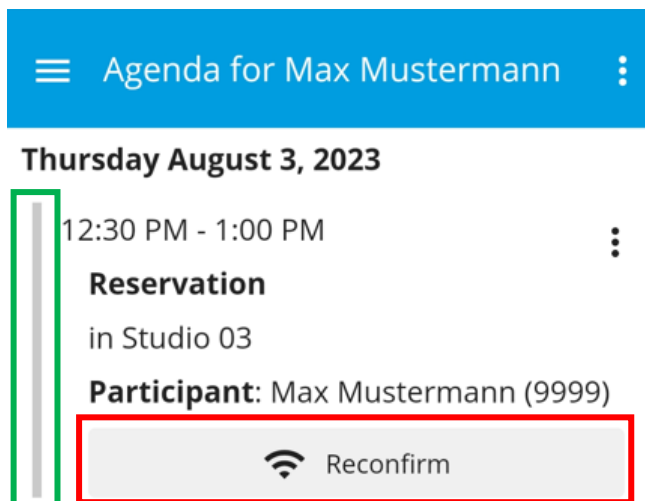 Agenda for Max Mustermann
Thursday August 3, 2023
12:30 PM - 1:00 PM
Reservation
in Studio 03
Participant: Max Mustermann (9999)
Reconfirm